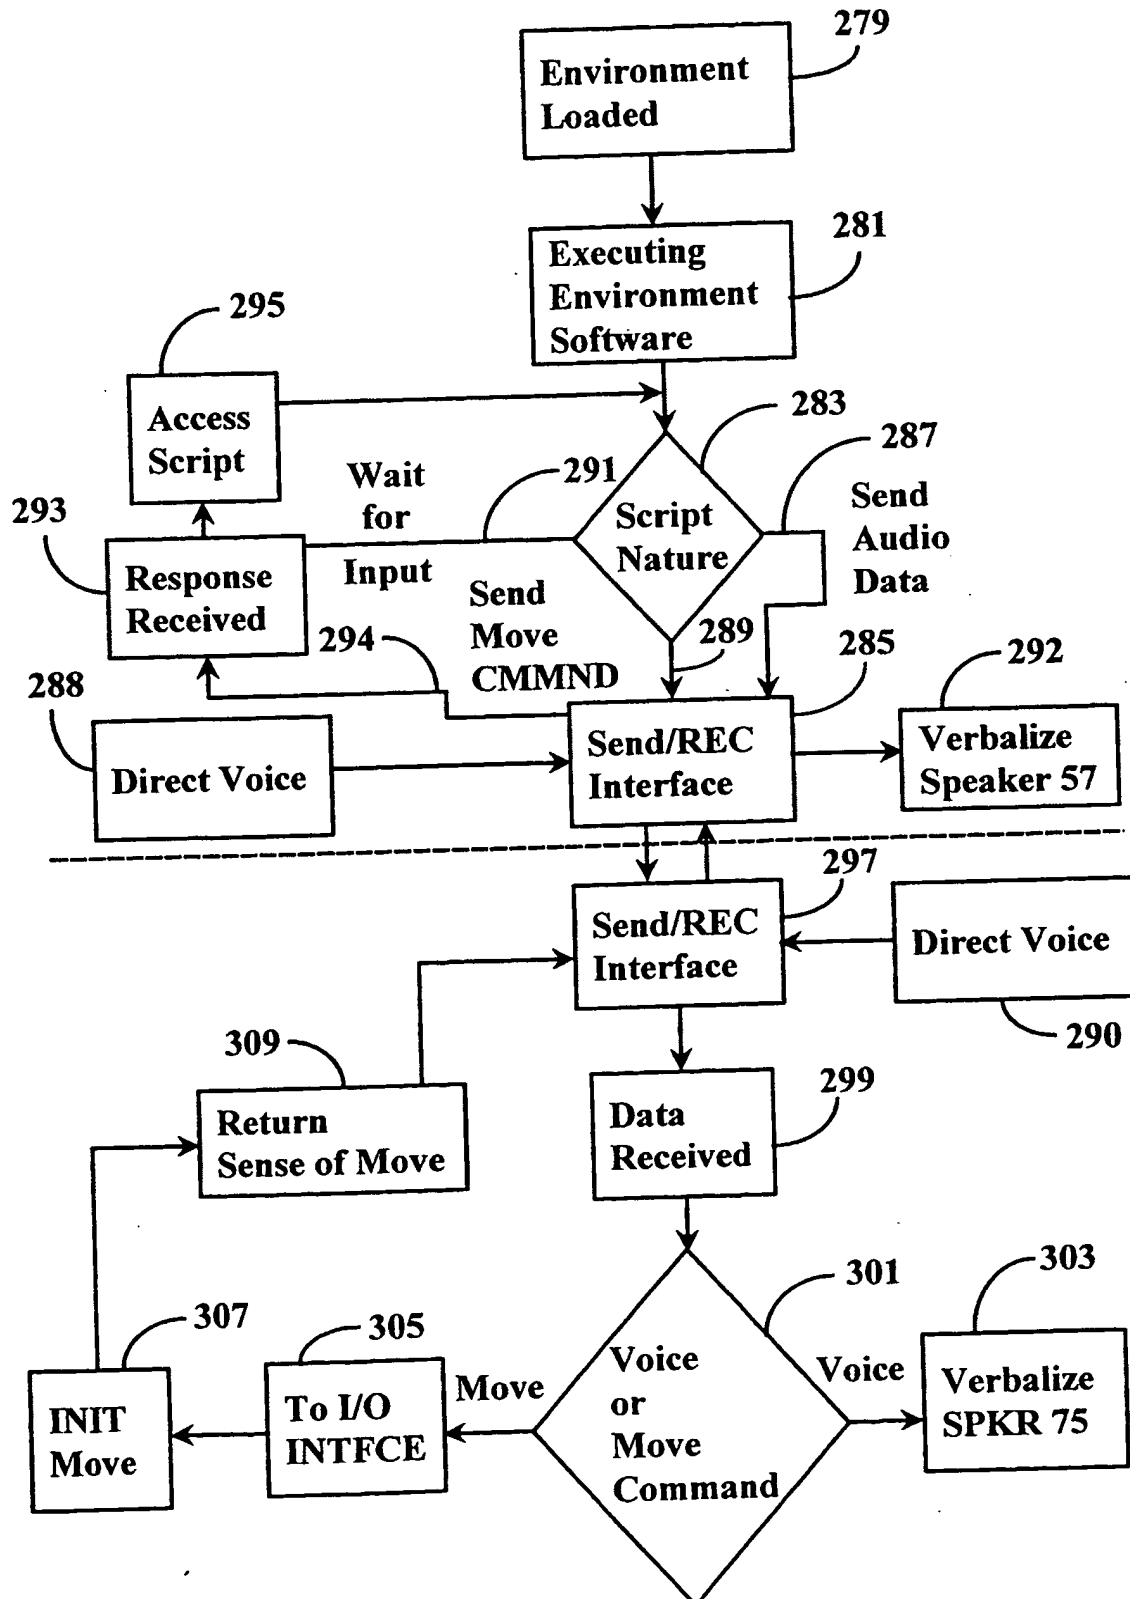 279
Environment
Loaded
281
Executing
Environment
Software
295
Access
Script
283
287
Send
Audio
Data
Wait
for
Input
291
Script
Nature
293
Response
Received
Send
Move
CMMND
289
294
285
288
Direct Voice
Send/REC
Interface
292
Verbalize
Speaker 57
297
Send/REC
Interface
Direct Voice
290
309
Return
Sense of Move
299
Data
Received
301
303
307
305
Voice
or
Move
Command
Voice
Verbalize
SPKR 75
Move
To I/O
INTFCE
INIT
Move